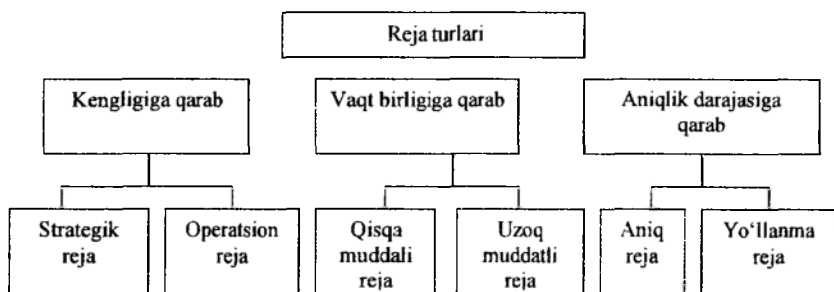 Reja turlari
Kengligiga qarab
Vaqt birligiga qarab
Aniqlik darajasiga
qarab
Strategik
reja
Operatsion
reja
Qisqa
muddali
reja
Uzoq
muddatli
reja
Aniq
reja
Yo‘llanma
reja